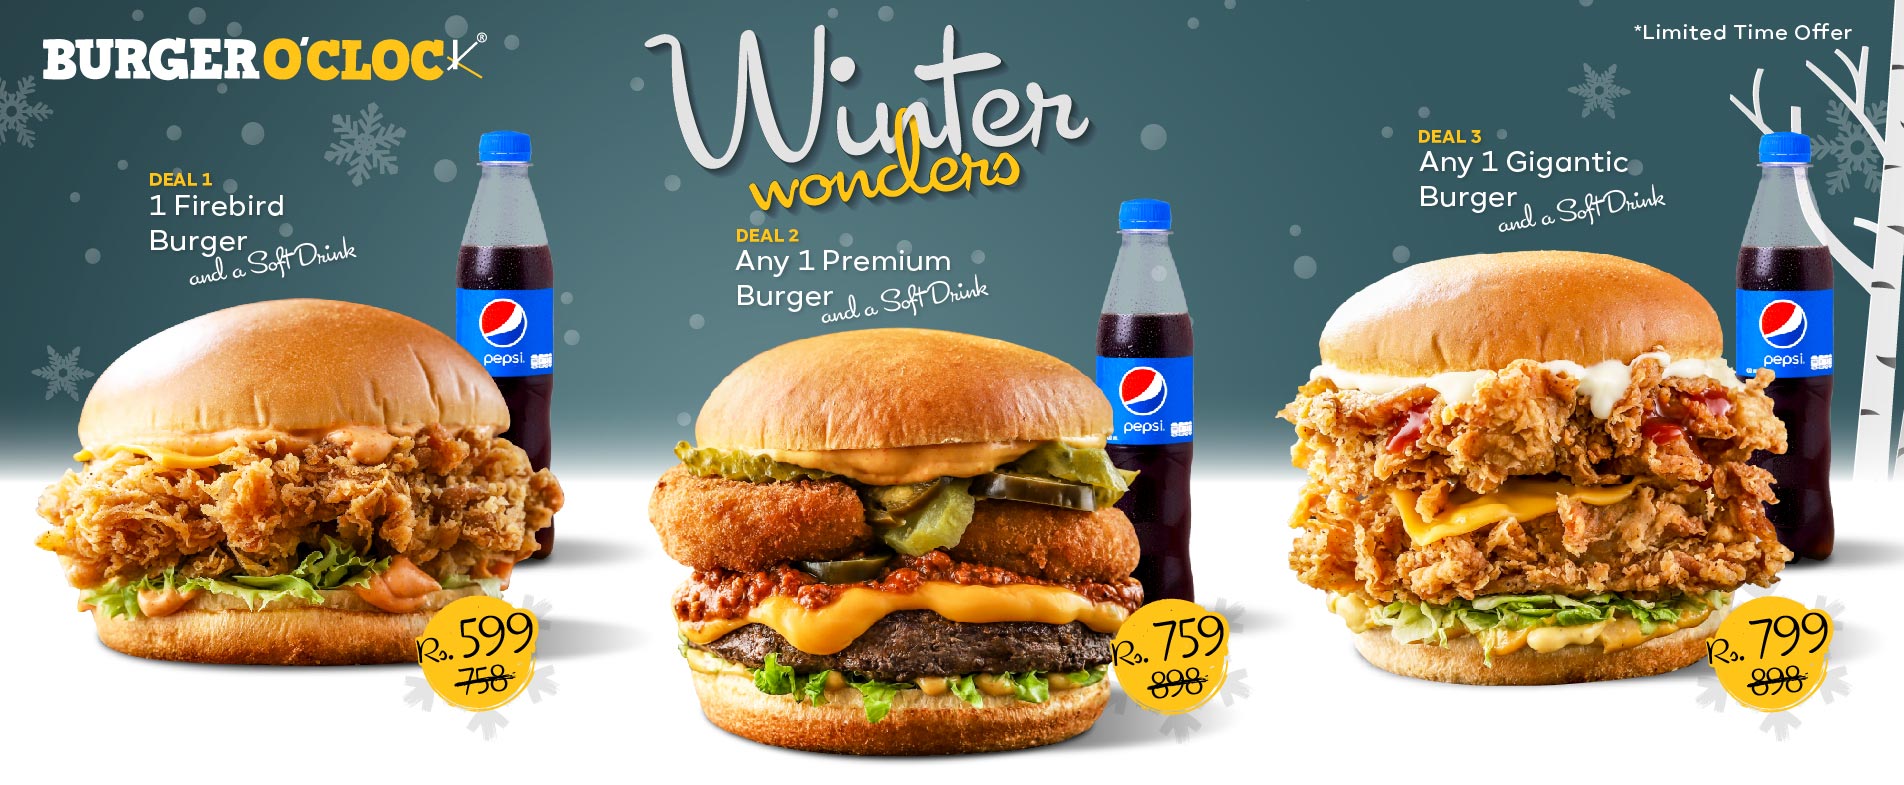 BURGER O'CLOCK®
Winter
wonders
*Limited Time Offer
DEAL 1
1 Firebird
Burger
and a Soft Drink
pepsi.
Rs. 599
758
DEAL 2
Any 1 Premium
Burger
and a Soft Drink
pepsi.
Rs. 759
898
DEAL 3
Any 1 Gigantic
Burger
and a Soft Drink
pepsi.
Rs. 799
898